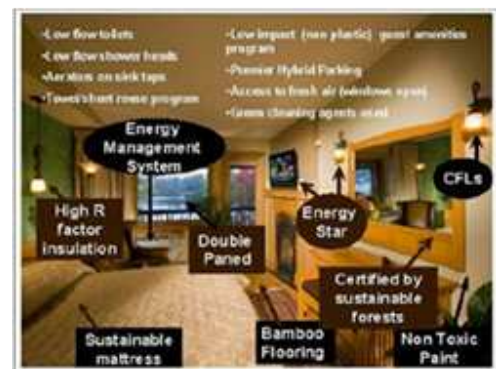 •Low flow toilets
•Low flow shower heads
•Aerators on sink taps
•Towel/sheet reuse program
•Low impact (non plastic) guest amenities
program
•Premier Hybrid Parking
•Access to fresh air (windows open)
•Green cleaning agents used
Energy
Management
System
CFLs
High R
factor
insulation
Double
Paned
Energy
Star
Certified by
sustainable
forests
Sustainable
mattress
Bamboo
Flooring
Non Toxic
Paint